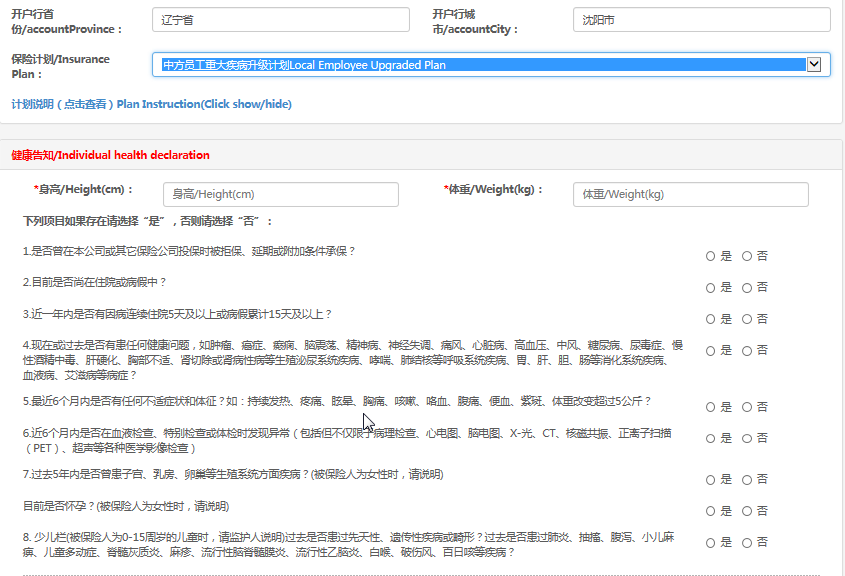 开户行省 开户行城
份/accountProvince： 辽宁省 市/accountCity： 沈阳市
保险计划/Insurance
Plan： 中方员工重大疾病升级计划Local Employee Upgraded Plan
计划说明（点击查看）Plan Instruction(Click show/hide)
健康告知/Individual health declaration
*身高/Height(cm)： 身高/Height(cm) *体重/Weight(kg)： 体重/Weight(kg)
下列项目如果存在请选择“是”，否则请选择“否”：
1.是否曾在本公司或其它保险公司投保时被拒保、延期或附加条件承保？ 是 否
2.目前是否尚在住院或病假中？ 是 否
3.近一年内是否有因病连续住院5天及以上或病假累计15天及以上？ 是 否
4.现在或过去是否有患任何健康问题，如肿瘤、癌症、癫痫、脑震荡、精神病、神经失调、痛风、心脏病、高血压、中风、糖尿病、尿毒症、慢
性酒精中毒、肝硬化、胸部不适、肾切除或肾病性病等生殖泌尿系统疾病、哮喘、肺结核等呼吸系统疾病、胃、肝、胆、肠等消化系统疾病、
血液病、艾滋病等病症？ 是 否
5.最近6个月内是否有任何不适症状和体征？如：持续发热、疼痛、眩晕、胸痛、咳嗽、咯血、腹痛、便血、紫斑、体重改变超过5公斤？ 是 否
6.近6个月内是否在血液检查、特别检查或体检时发现异常（包括但不仅限于病理检查、心电图、脑电图、X-光、CT、核磁共振、正离子扫描
（PET）、超声等各种医学影像检查） 是 否
7.过去5年内是否曾患子宫、乳房、卵巢等生殖系统方面疾病？(被保险人为女性时，请说明) 是 否
目前是否怀孕？(被保险人为女性时，请说明) 是 否
8. 少儿栏(被保险人为0-15周岁的儿童时，请监护人说明)过去是否患过先天性、遗传性疾病或畸形？过去是否患过肺炎、抽搐、腹泻、小儿麻
痹、儿童多动症、脊髓灰质炎、麻疹、流行性脑脊髓膜炎、流行性乙脑炎、白喉、破伤风、百日咳等疾病？ 是 否